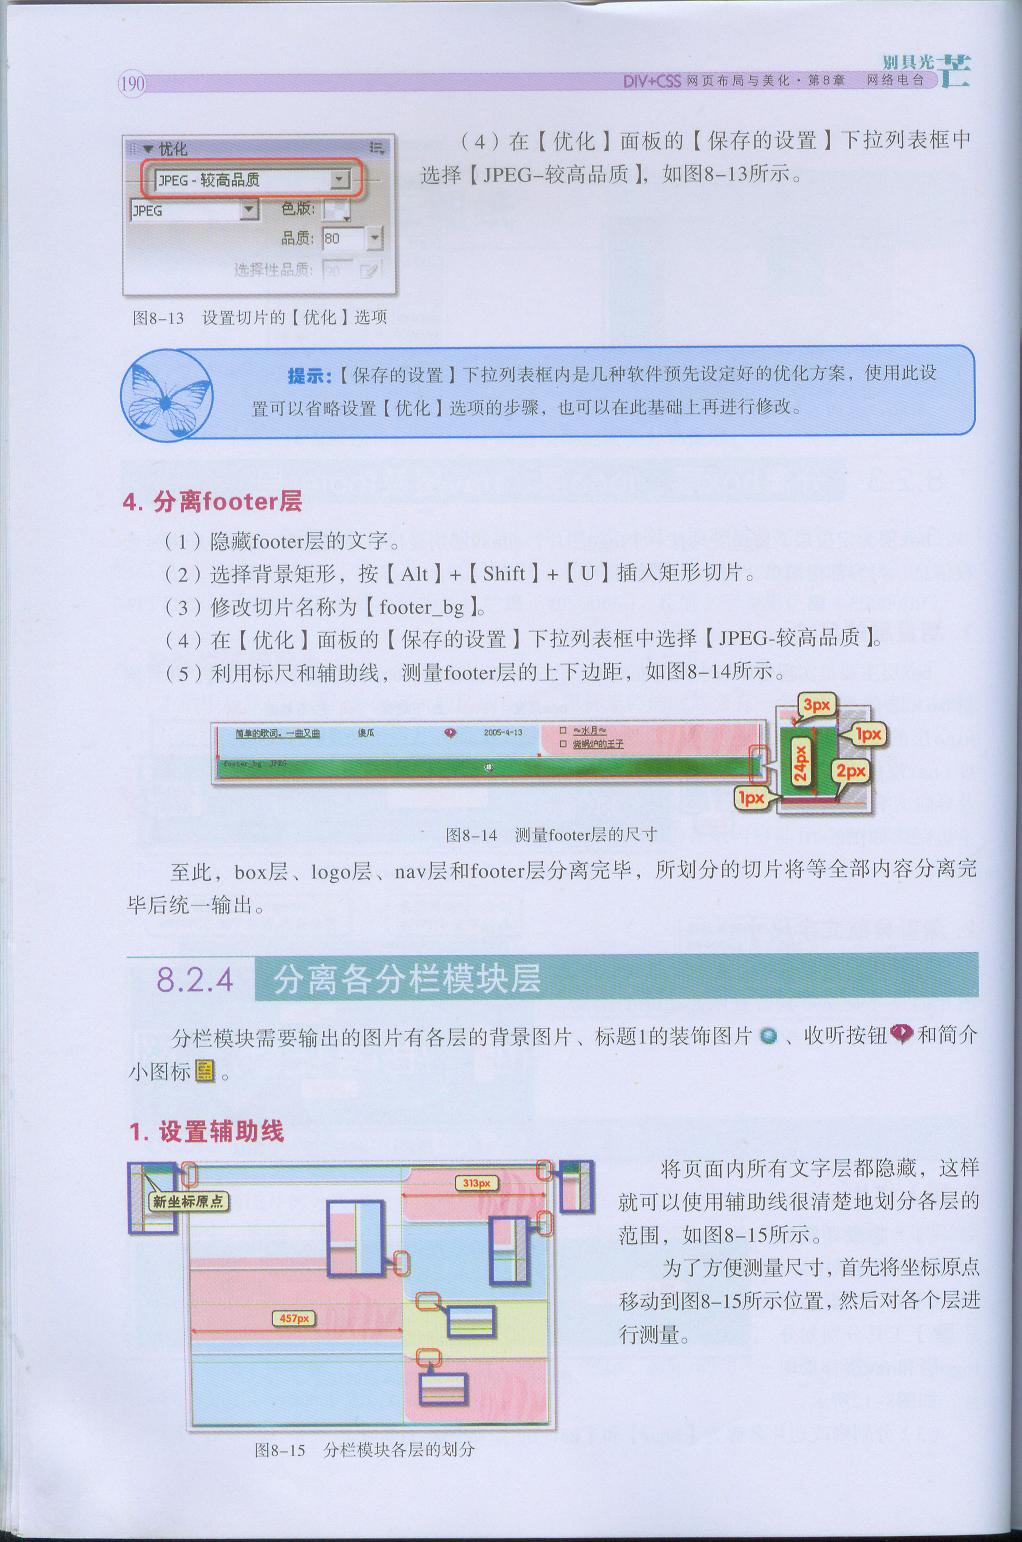 别具光芒
190
DIV+CSS 网页布局与美化·第8章 网络电台
▼优化
JPEG - 较高品质
JPEG
色版:
品质: 80
选择性品质: 90
图8-13 设置切片的【优化】选项
（4）在【优化】面板的【保存的设置】下拉列表框中
选择【JPEG-较高品质】，如图8-13所示。
提示:【保存的设置】下拉列表框内是几种软件预先设定好的优化方案，使用此设
置可以省略设置【优化】选项的步骤，也可以在此基础上再进行修改。
4. 分离footer层
（1）隐藏footer层的文字。
（2）选择背景矩形，按【Alt】+【Shift】+【U】插入矩形切片。
（3）修改切片名称为【footer_bg】。
（4）在【优化】面板的【保存的设置】下拉列表框中选择【JPEG-较高品质】。
（5）利用标尺和辅助线，测量footer层的上下边距，如图8-14所示。
简单的歌词。一曲又曲 傻瓜 2005-4-13 ～水月～
烧锅炉的王子
footer_bg JPEG
3px
1px
24px
2px
1px
图8-14 测量footer层的尺寸
至此，box层、logo层、nav层和footer层分离完毕，所划分的切片将等全部内容分离完
毕后统一输出。
8.2.4 分离各分栏模块层
分栏模块需要输出的图片有各层的背景图片、标题1的装饰图片、收听按钮和简介
小图标。
1. 设置辅助线
新坐标原点
313px
457px
图8-15 分栏模块各层的划分
将页面内所有文字层都隐藏，这样
就可以使用辅助线很清楚地划分各层的
范围，如图8-15所示。
为了方便测量尺寸，首先将坐标原点
移动到图8-15所示位置，然后对各个层进
行测量。